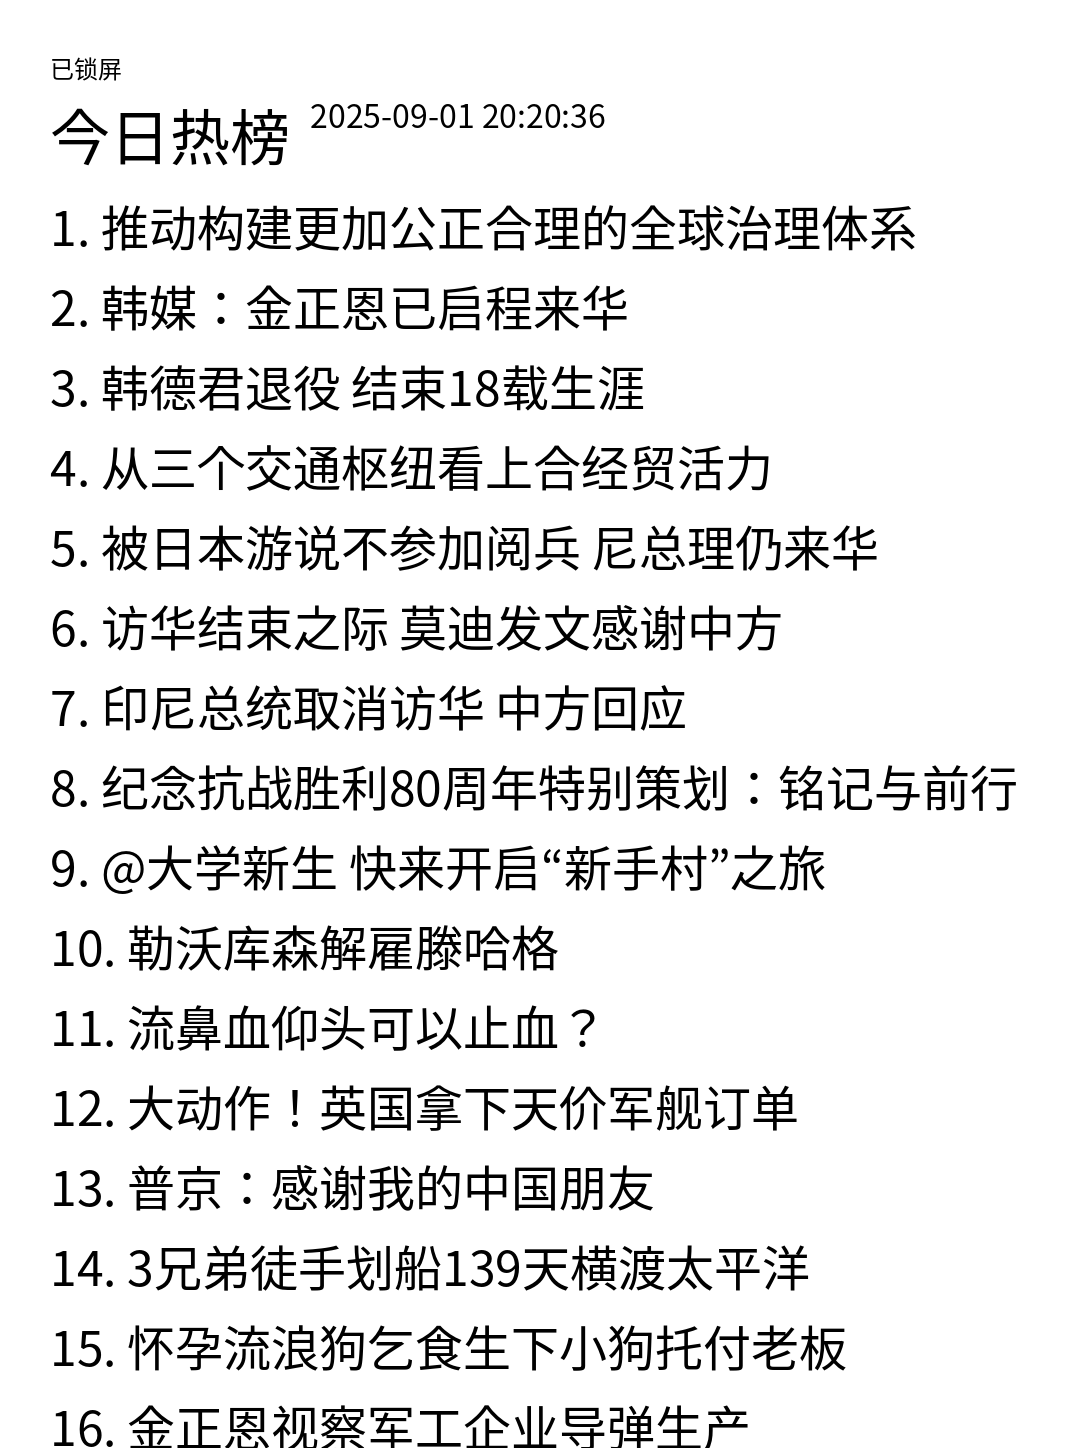 已锁屏
今日热榜 2025-09-01 20:20:36
1. 推动构建更加公正合理的全球治理体系
2. 韩媒：金正恩已启程来华
3. 韩德君退役 结束18载生涯
4. 从三个交通枢纽看上合经贸活力
5. 被日本游说不参加阅兵 尼总理仍来华
6. 访华结束之际 莫迪发文感谢中方
7. 印尼总统取消访华 中方回应
8. 纪念抗战胜利80周年特别策划：铭记与前行
9. @大学新生 快来开启“新手村”之旅
10. 勒沃库森解雇滕哈格
11. 流鼻血仰头可以止血？
12. 大动作！英国拿下天价军舰订单
13. 普京：感谢我的中国朋友
14. 3兄弟徒手划船139天横渡太平洋
15. 怀孕流浪狗乞食生下小狗托付老板
16. 金正恩视察军工企业导弹生产